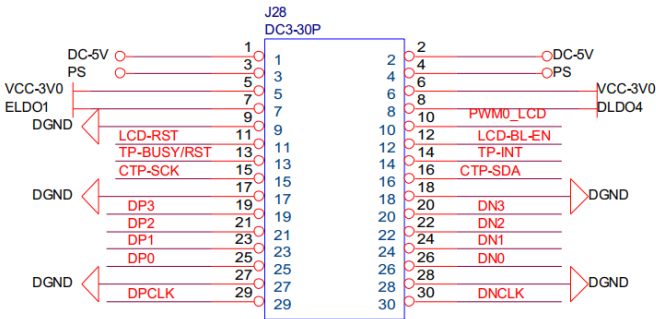 J28
DC3-30P
DC-5V 1 1 2 2 DC-5V
PS 3 3 4 4 PS
VCC-3V0 5 5 6 6 VCC-3V0
ELDO1 7 7 8 8 DLDO4
DGND 9 9 10 10 PWM0_LCD
LCD-RST 11 11 12 12 LCD-BL-EN
TP-BUSY/RST 13 13 14 14 TP-INT
CTP-SCK 15 15 16 16 CTP-SDA
DGND 17 17 18 18 DGND
DP3 19 19 20 20 DN3
DP2 21 21 22 22 DN2
DP1 23 23 24 24 DN1
DP0 25 25 26 26 DN0
DGND 27 27 28 28 DGND
DPCLK 29 29 30 30 DNCLK